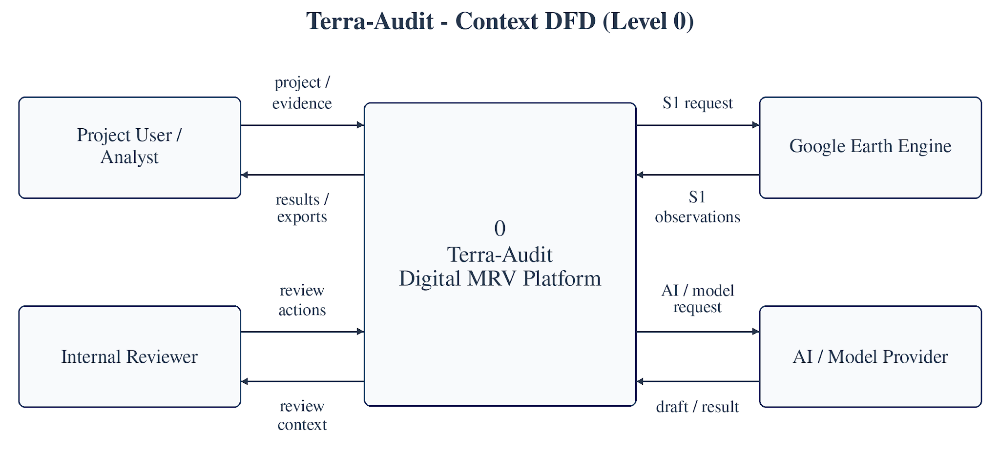 Terra-Audit - Context DFD (Level 0)
project /
evidence
S1 request
Project User /
Analyst
Google Earth Engine
results /
exports
S1
observations
0
Terra-Audit
Digital MRV Platform
review
actions
AI / model
request
Internal Reviewer
AI / Model Provider
review
context
draft / result